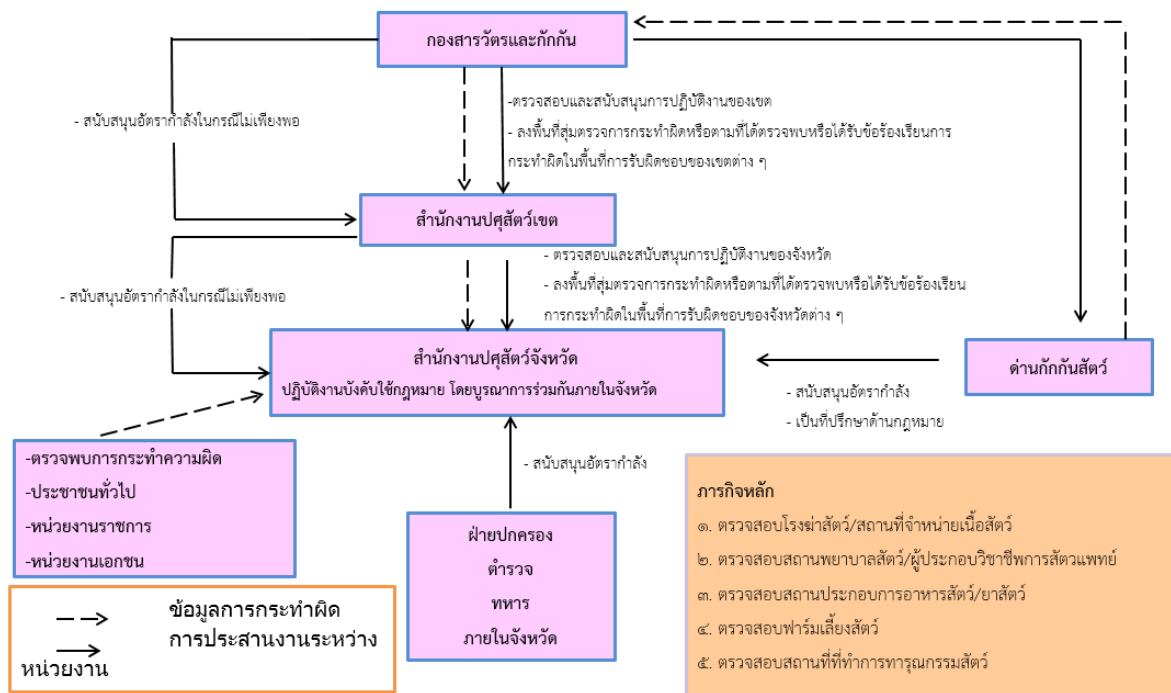 กองสารวัตรและกักกัน
- สนับสนุนอัตรากำลังในกรณีไม่เพียงพอ
-ตรวจสอบและสนับสนุนการปฏิบัติงานของเขต
- ลงพื้นที่สุ่มตรวจการกระทำผิดหรือตามที่ได้ตรวจพบหรือได้รับข้อร้องเรียนการ
กระทำผิดในพื้นที่การรับผิดชอบของเขตต่าง ๆ
สำนักงานปศุสัตว์เขต
- สนับสนุนอัตรากำลังในกรณีไม่เพียงพอ
- ตรวจสอบและสนับสนุนการปฏิบัติงานของจังหวัด
- ลงพื้นที่สุ่มตรวจการกระทำผิดหรือตามที่ได้ตรวจพบหรือได้รับข้อร้องเรียน
การกระทำผิดในพื้นที่การรับผิดชอบของจังหวัดต่าง ๆ
สำนักงานปศุสัตว์จังหวัด
ปฏิบัติงานบังคับใช้กฎหมาย โดยบูรณาการร่วมกันภายในจังหวัด
ด่านกักกันสัตว์
- สนับสนุนอัตรากำลัง
- เป็นที่ปรึกษาด้านกฎหมาย
-ตรวจพบการกระทำความผิด
-ประชาชนทั่วไป
-หน่วยงานราชการ
-หน่วยงานเอกชน
- สนับสนุนอัตรากำลัง
ฝ่ายปกครอง
ตำรวจ
ทหาร
ภายในจังหวัด
ภารกิจหลัก
๑. ตรวจสอบโรงฆ่าสัตว์/สถานที่จำหน่ายเนื้อสัตว์
๒. ตรวจสอบสถานพยาบาลสัตว์/ผู้ประกอบวิชาชีพการสัตวแพทย์
๓. ตรวจสอบสถานประกอบการอาหารสัตว์/ยาสัตว์
๔. ตรวจสอบฟาร์มเลี้ยงสัตว์
๕. ตรวจสอบสถานที่ที่ทำการทารุณกรรมสัตว์
ข้อมูลการกระทำผิด
การประสานงานระหว่าง
หน่วยงาน